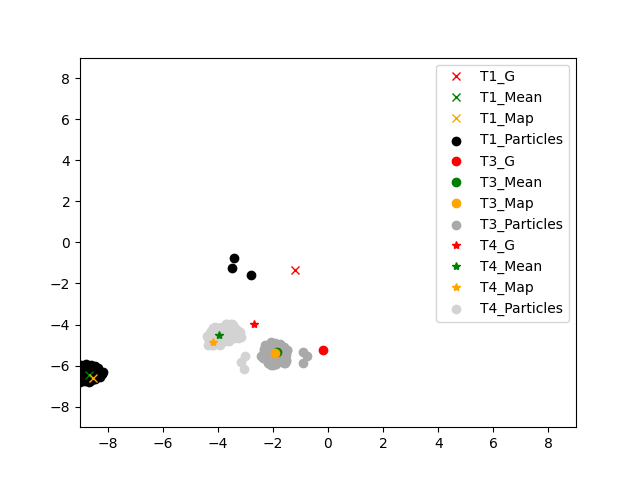 8
6
4
2
0
−2
−4
−6
−8
−8 −6 −4 −2 0 2 4 6 8
T1_G
T1_Mean
T1_Map
T1_Particles
T3_G
T3_Mean
T3_Map
T3_Particles
T4_G
T4_Mean
T4_Map
T4_Particles